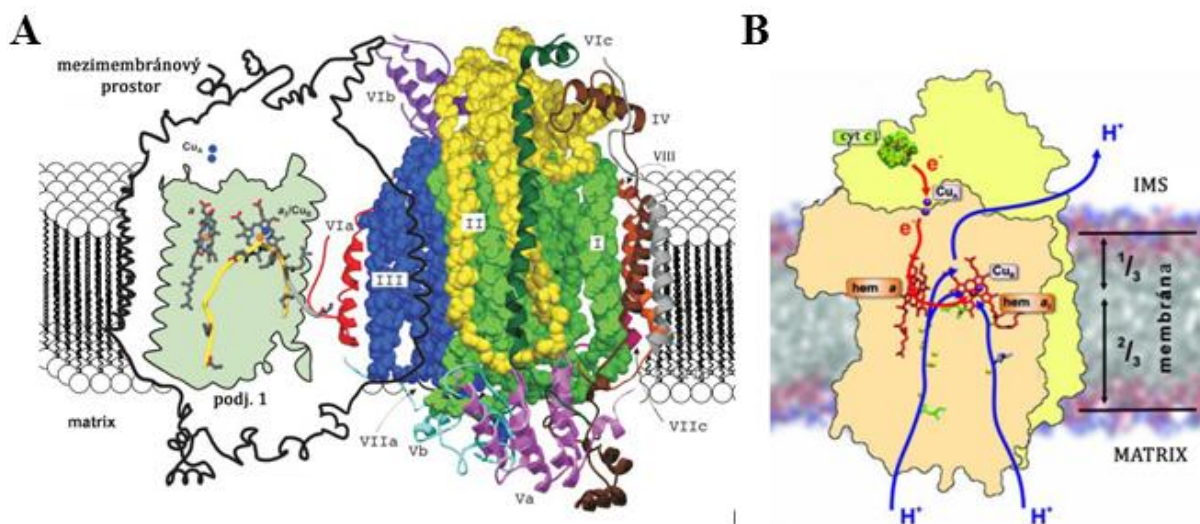 A
mezimembránový
prostor
CuA
a
a3/CuB
podj. 1
matrix
VIa
VIb
III
II
I
VIc
IV
VIII
VIIa
Vb
Va
VIIc
B
cyt c
e-
CuA
e-
H+
IMS
CuB
hem a
hem a3
1/3
2/3
membrána
MATRIX
H+
H+